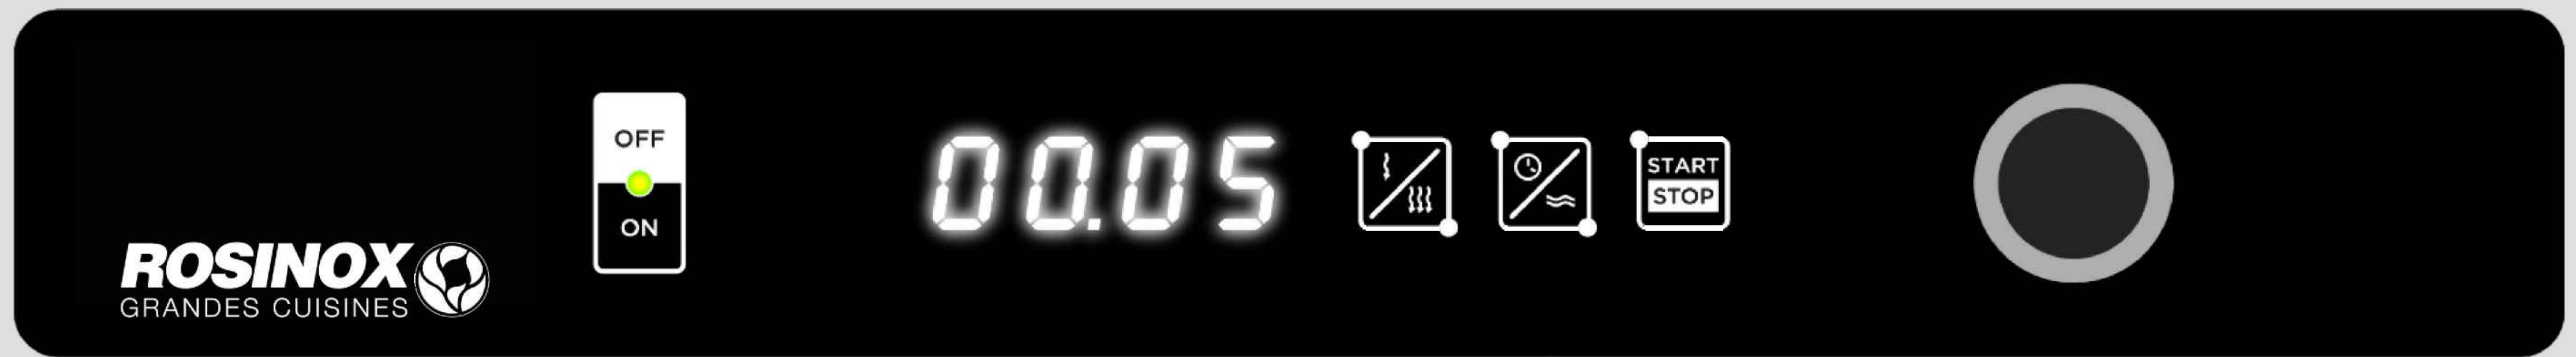 OFF
ON
00.05
START
STOP
ROSINOX
GRANDES CUISINES